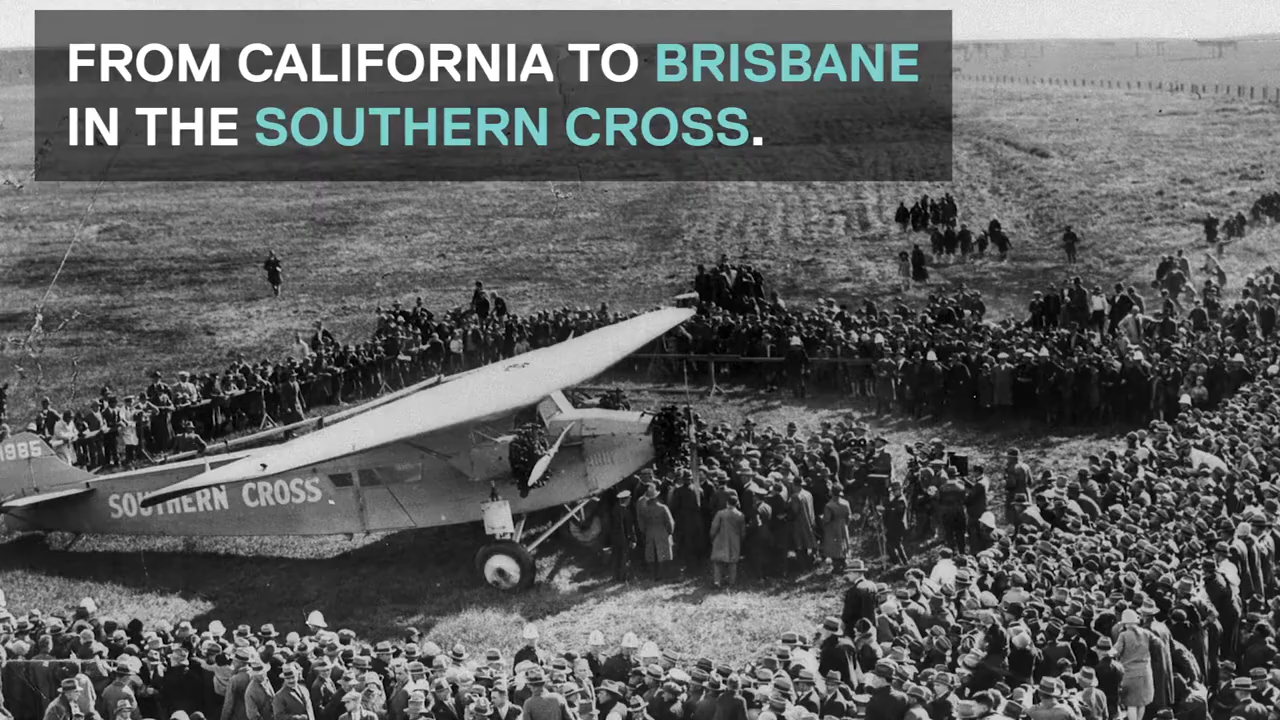 FROM CALIFORNIA TO BRISBANE
IN THE SOUTHERN CROSS.
1985
SOUTHERN CROSS.